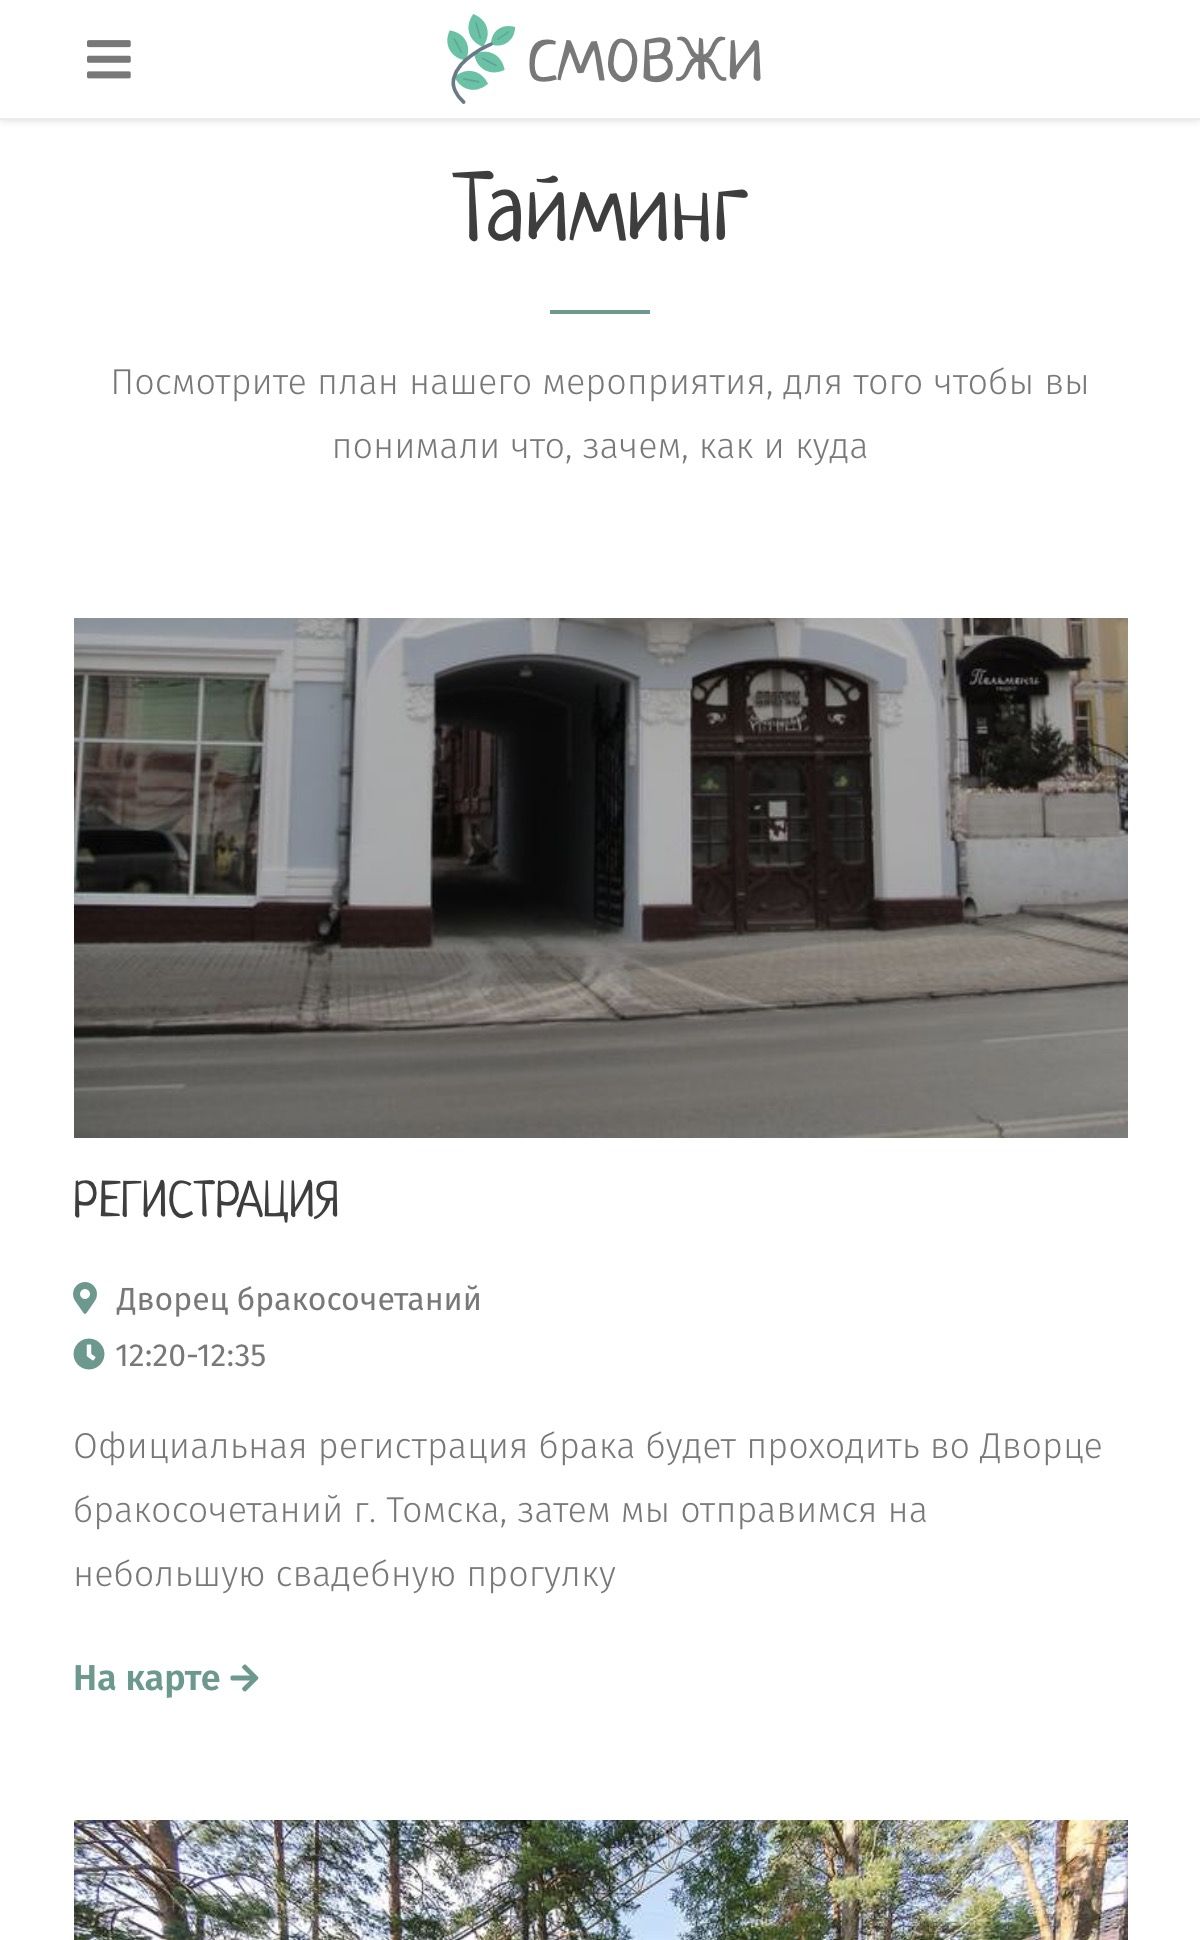 СМОВЖИ
Тайминг
Посмотрите план нашего мероприятия, для того чтобы вы
понимали что, зачем, как и куда
Пельмени
РЕГИСТРАЦИЯ
Дворец бракосочетаний
12:20-12:35
Официальная регистрация брака будет проходить во Дворце
бракосочетаний г. Томска, затем мы отправимся на
небольшую свадебную прогулку
На карте